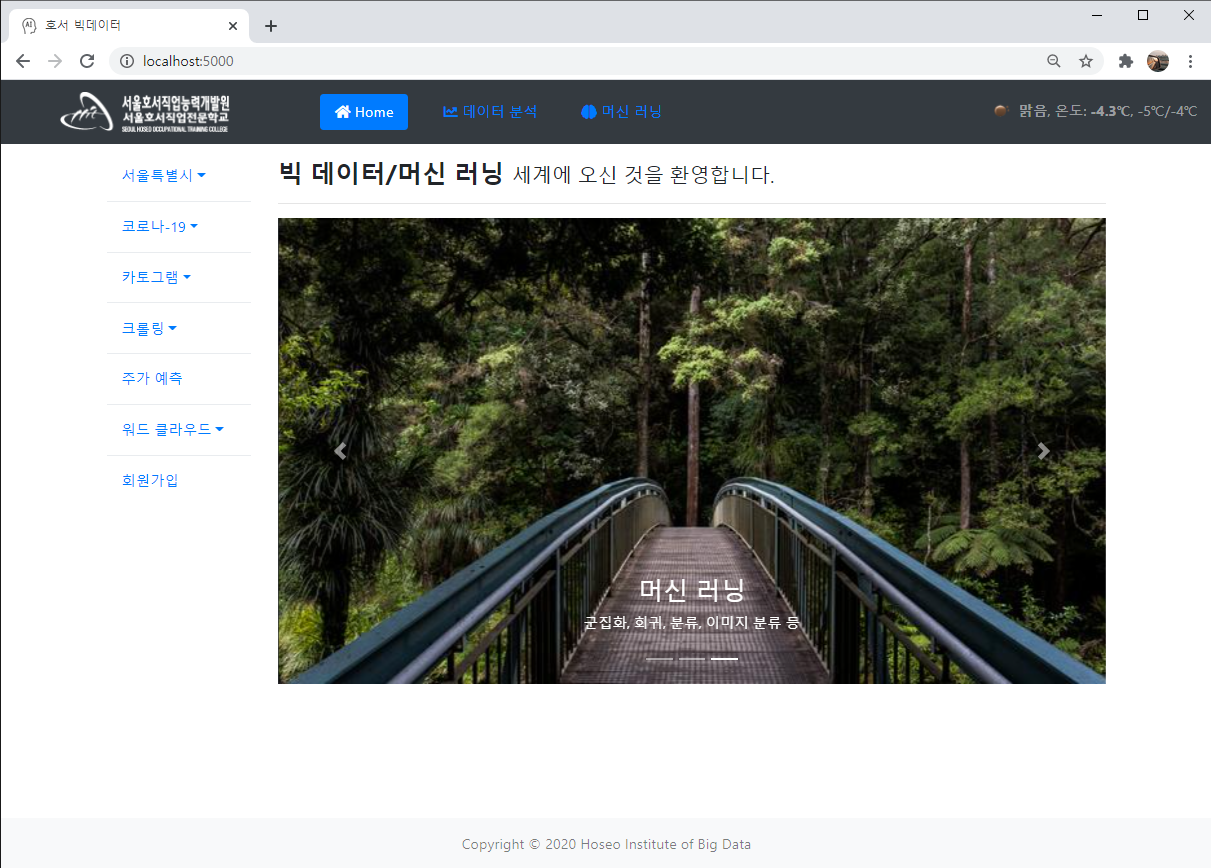 호서 빅데이터
localhost:5000
서울호서직업능력개발원
서울호서직업전문학교
SEOUL HOSEO OCCUPATIONAL TRAINING COLLEGE
Home
데이터 분석
머신 러닝
맑음, 온도: -4.3℃, -5℃/-4℃
서울특별시
코로나-19
카토그램
크롤링
주가 예측
워드 클라우드
회원가입
빅 데이터/머신 러닝 세계에 오신 것을 환영합니다.
머신 러닝
군집화, 회귀, 분류, 이미지 분류 등
Copyright © 2020 Hoseo Institute of Big Data